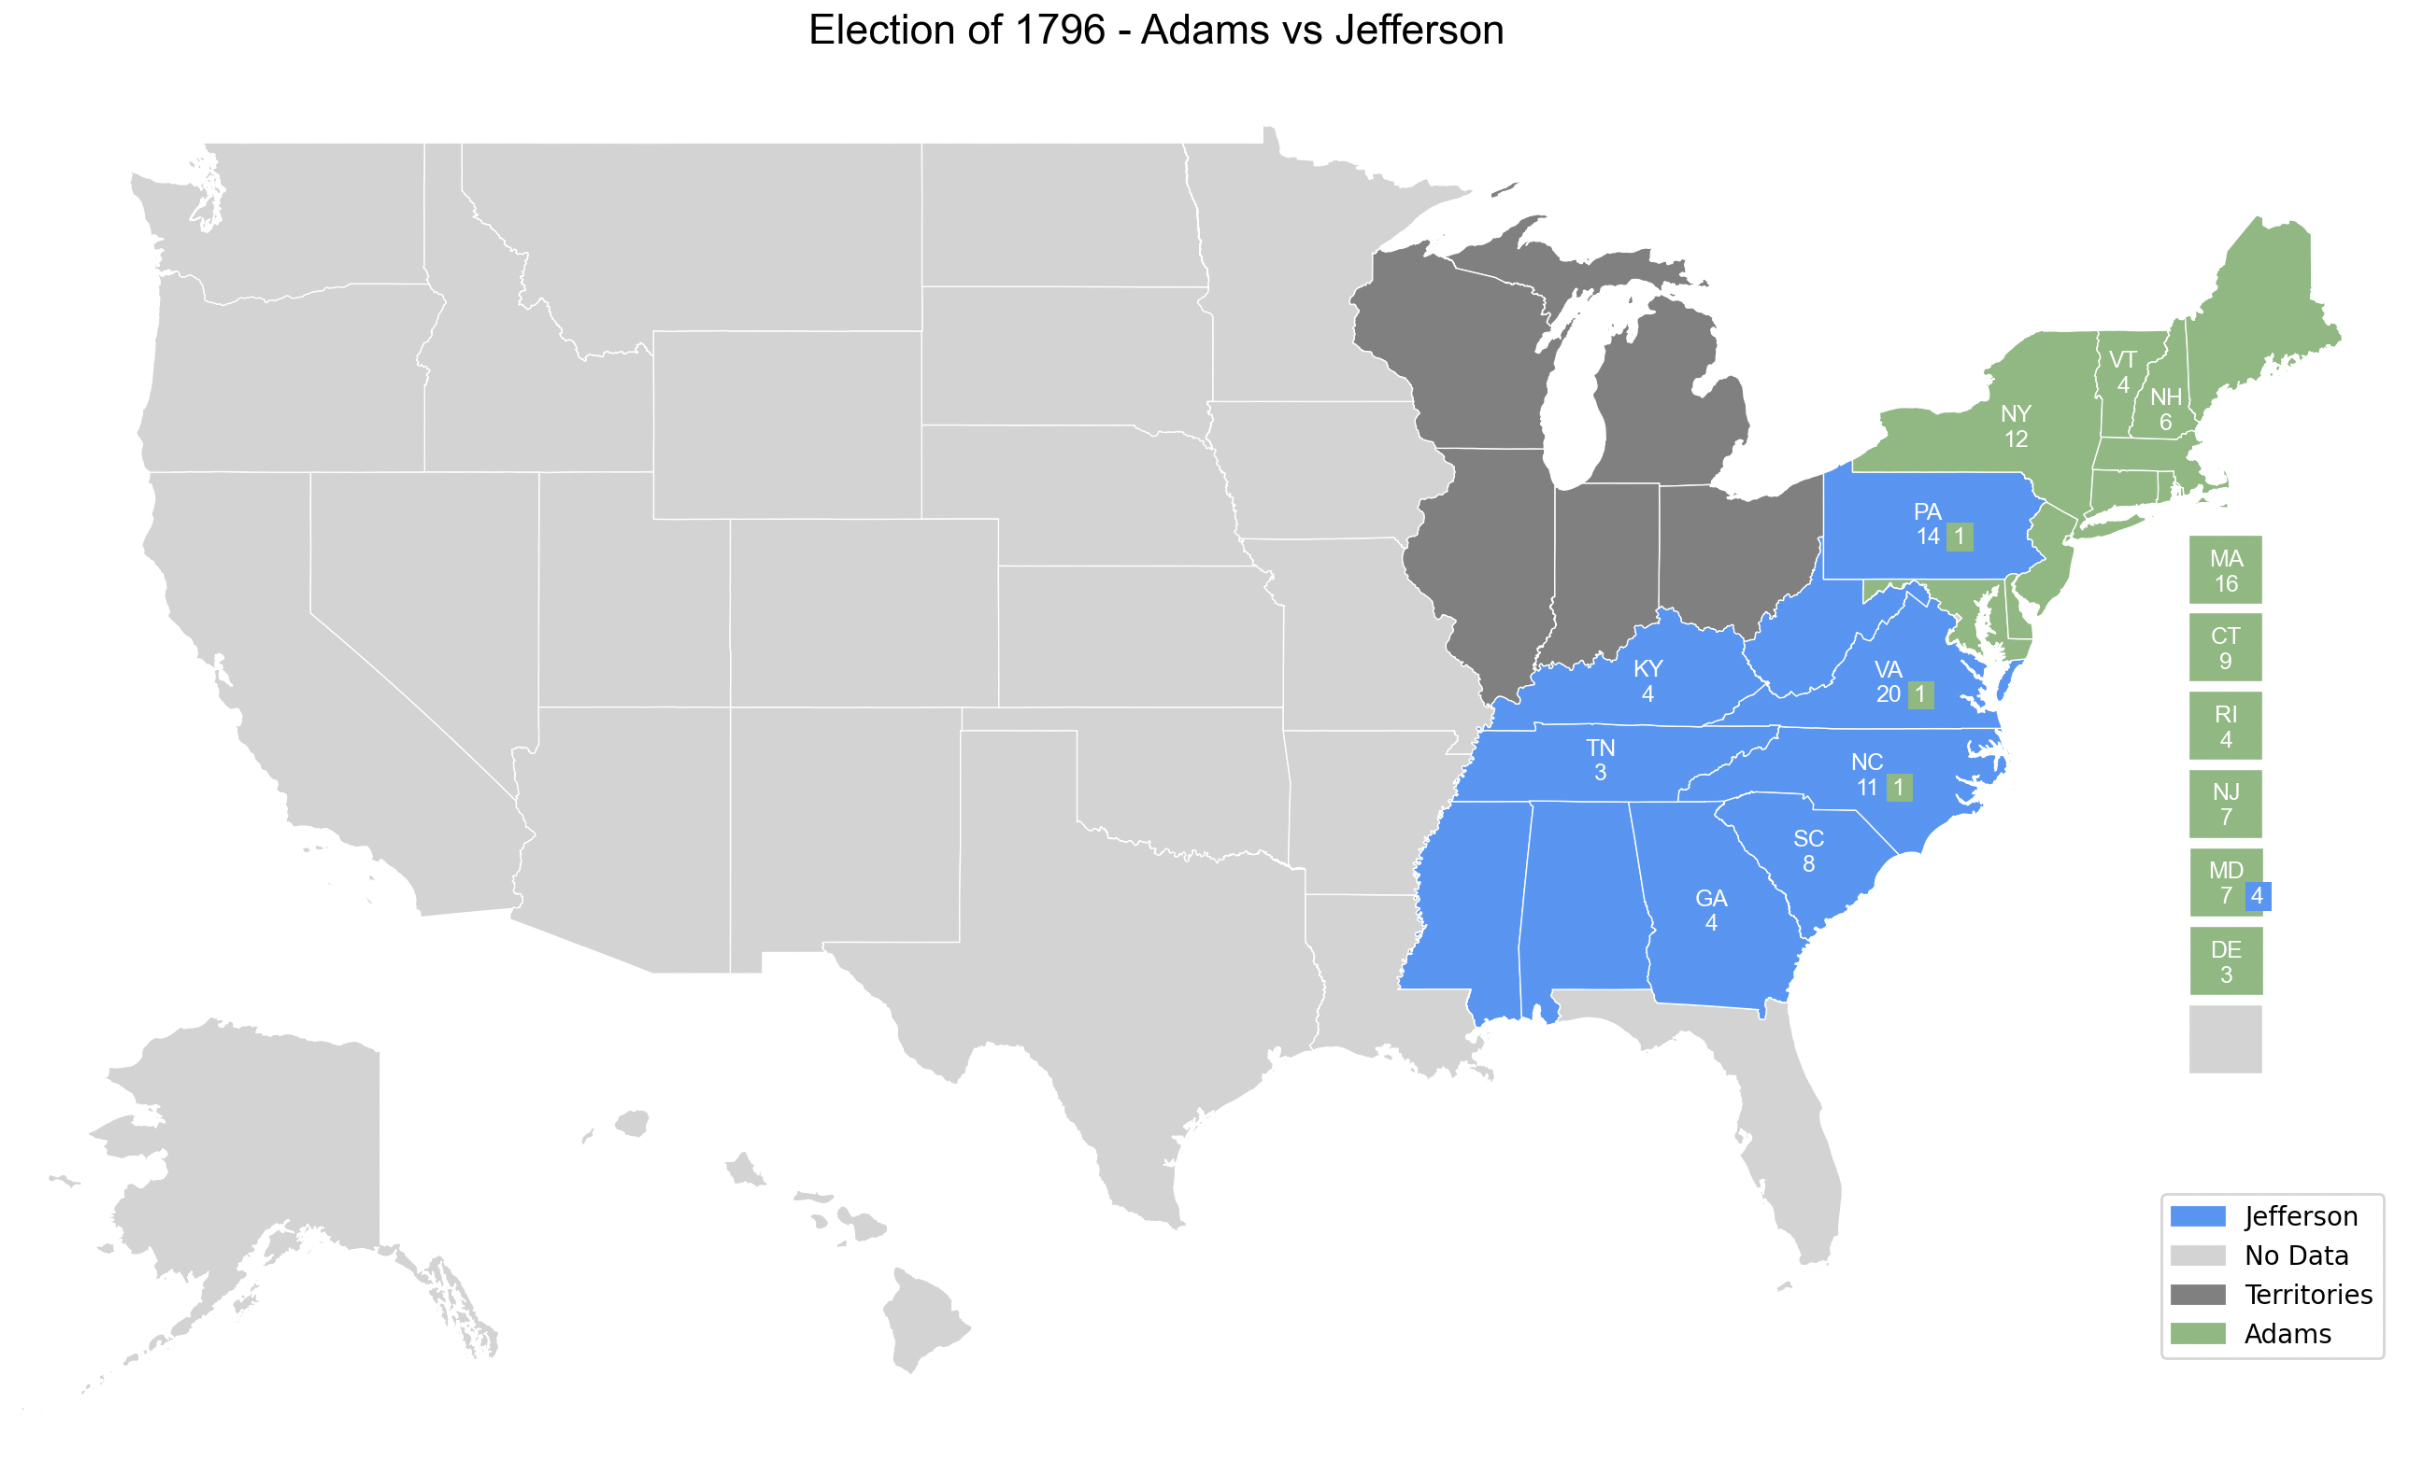 Election of 1796 - Adams vs Jefferson
VT
4
NH
6
NY
12
PA
14 1
MA
16
CT
9
KY
4
VA
20 1
RI
4
TN
3
NC
11 1
NJ
7
SC
8
MD
7 4
GA
4
DE
3
Jefferson
No Data
Territories
Adams